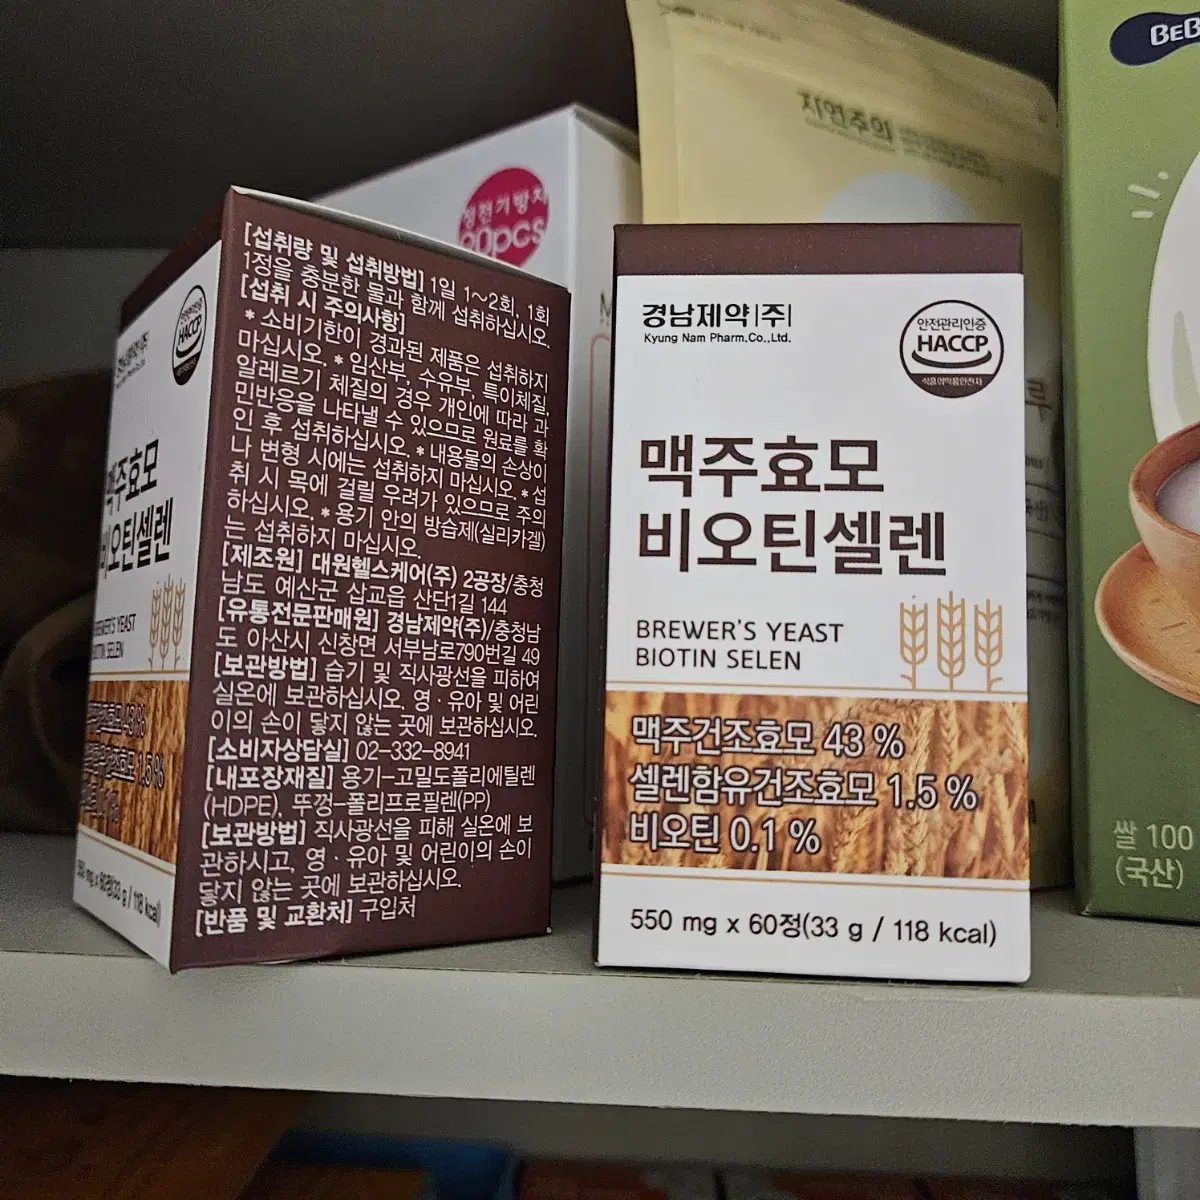 [섭취량 및 섭취방법] 1일 1~2회, 1회
1정을 충분한 물과 함께 섭취하십시오.
[섭취 시 주의사항]
* 소비기한이 경과된 제품은 섭취하지
마십시오. * 임산부, 수유부, 특이체질,
알레르기 체질의 경우 개인에 따라 과
민반응을 나타낼 수 있으므로 원료를 확
인 후 섭취하십시오. * 내용물의 손상이
나 변형 시에는 섭취하지 마십시오. * 섭
취 시 목에 걸릴 우려가 있으므로 주의
하십시오. * 용기 안의 방습제(실리카겔)
는 섭취하지 마십시오.
[제조원] 대원헬스케어(주) 2공장/충청
남도 예산군 삽교읍 산단1길 144
[유통전문판매원] 경남제약(주)/충청남
도 아산시 신창면 서부남로790번길 49
[보관방법] 습기 및 직사광선을 피하여
실온에 보관하십시오. 영·유아 및 어린
이의 손이 닿지 않는 곳에 보관하십시오.
[소비자상담실] 02-332-8941
[내포장재질] 용기-고밀도폴리에틸렌
(HDPE), 뚜껑-폴리프로필렌(PP)
[보관방법] 직사광선을 피해 실온에 보
관하시고, 영·유아 및 어린이의 손이
닿지 않는 곳에 보관하십시오.
[반품 및 교환처] 구입처
경남제약(주)
Kyung Nam Pharm.Co.,Ltd.
HACCP
맥주효모
비오틴셀렌
BREWER'S YEAST
BIOTIN SELEN
550 mg x 60정(33 g / 118 kcal)
경남제약(주)
Kyung Nam Pharm.Co.,Ltd.
안전관리인증
HACCP
식품의약품안전처
맥주효모
비오틴셀렌
BREWER'S YEAST
BIOTIN SELEN
맥주건조효모 43 %
셀렌함유건조효모 1.5 %
비오틴 0.1 %
550 mg x 60정(33 g / 118 kcal)
정전기방지
자연주의
쌀 100
(국산)